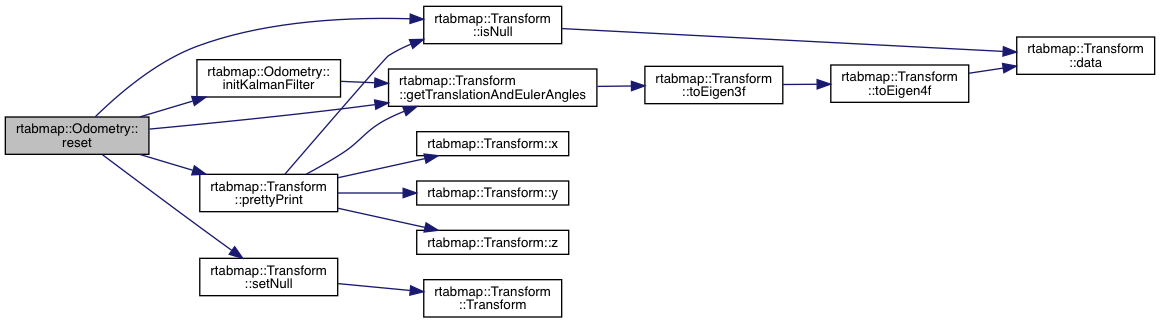 rtabmap::Odometry::
reset
rtabmap::Transform
::isNull
rtabmap::Odometry::
initKalmanFilter
rtabmap::Transform
::getTranslationAndEulerAngles
rtabmap::Transform
::prettyPrint
rtabmap::Transform
::setNull
rtabmap::Transform::x
rtabmap::Transform::y
rtabmap::Transform::z
rtabmap::Transform
::Transform
rtabmap::Transform
::toEigen3f
rtabmap::Transform
::toEigen4f
rtabmap::Transform
::data